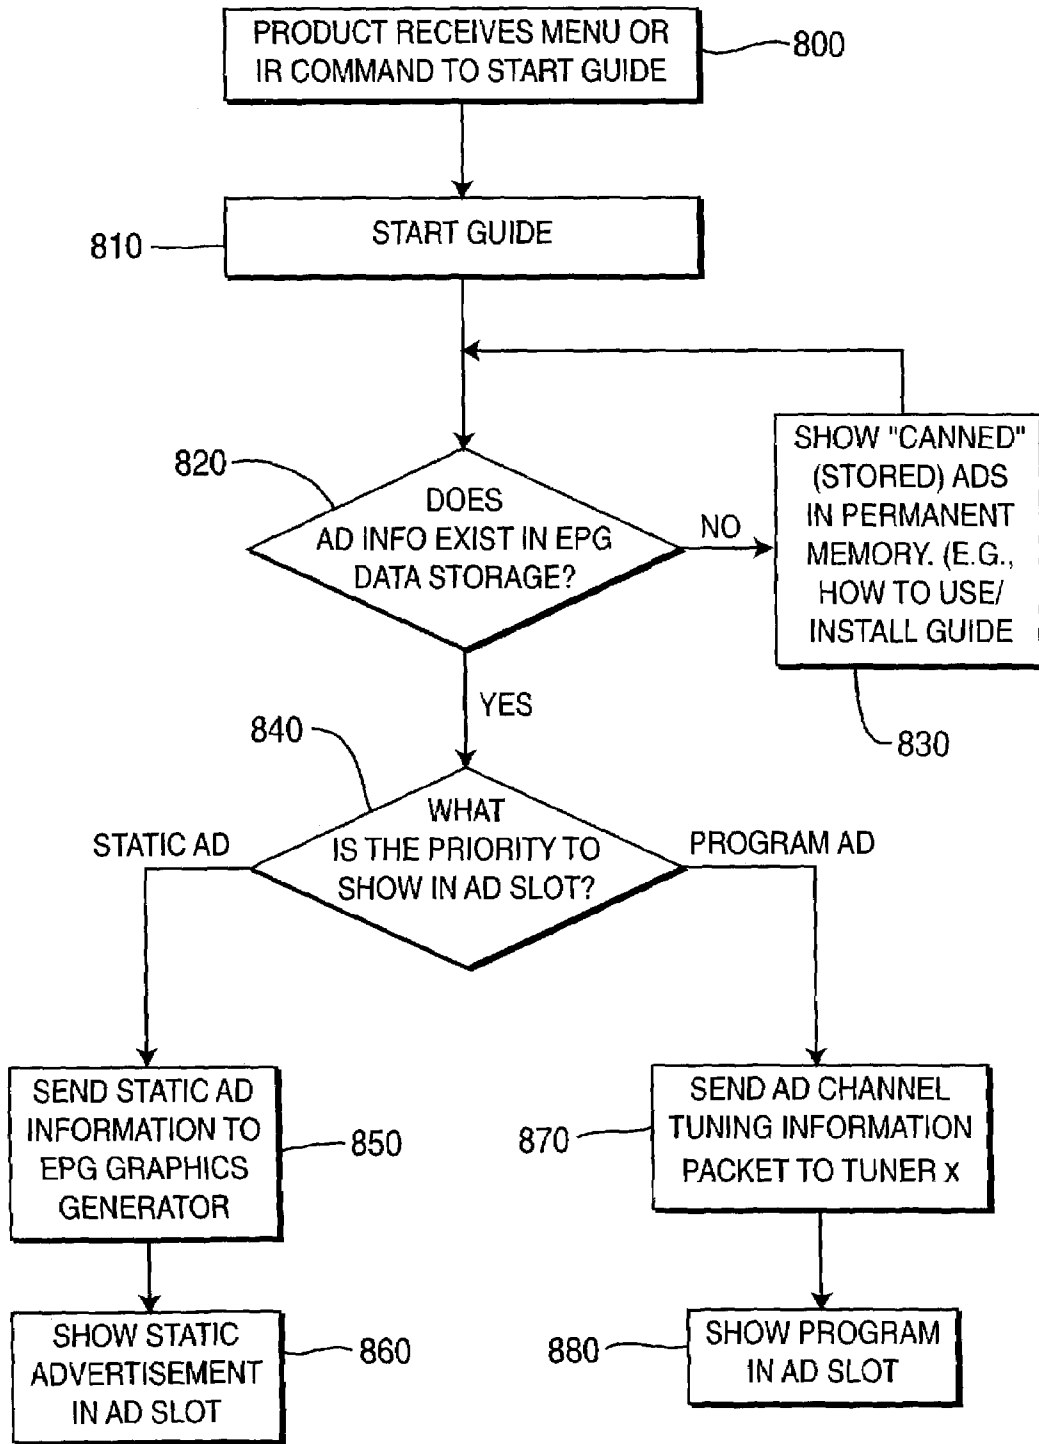 PRODUCT RECEIVES MENU OR
IR COMMAND TO START GUIDE
800
START GUIDE
810
820
DOES
AD INFO EXIST IN EPG
DATA STORAGE?
NO
SHOW "CANNED"
(STORED) ADS
IN PERMANENT
MEMORY. (E.G.,
HOW TO USE/
INSTALL GUIDE
830
YES
840
WHAT
IS THE PRIORITY TO
SHOW IN AD SLOT?
STATIC AD
PROGRAM AD
SEND STATIC AD
INFORMATION TO
EPG GRAPHICS
GENERATOR
850
870
SEND AD CHANNEL
TUNING INFORMATION
PACKET TO TUNER X
SHOW STATIC
ADVERTISEMENT
IN AD SLOT
860
880
SHOW PROGRAM
IN AD SLOT